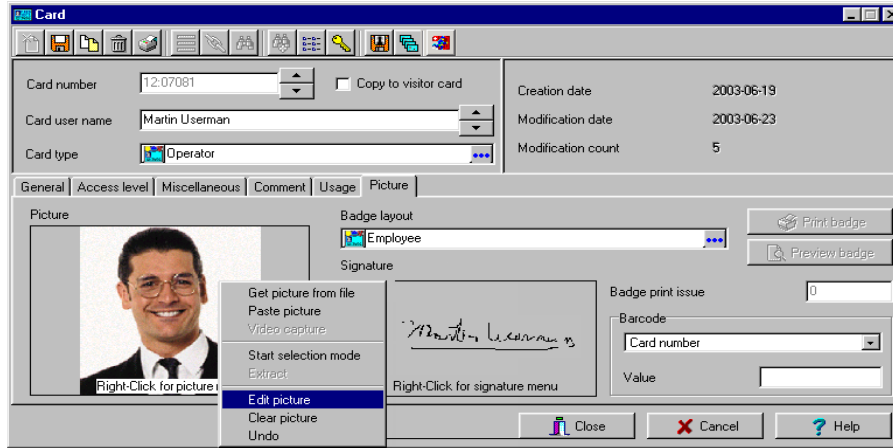 Card
Card number 12:07081 Copy to visitor card
Card user name Martin Userman
Card type Operator
Creation date 2003-06-19
Modification date 2003-06-23
Modification count 5
General Access level Miscellaneous Comment Usage Picture
Picture
Right-Click for picture
Get picture from file
Paste picture
Video capture
Start selection mode
Extract
Edit picture
Clear picture
Undo
Badge layout
Employee
Signature
Right-Click for signature menu
Print badge
Preview badge
Badge print issue 0
Barcode
Card number
Value
Close Cancel Help